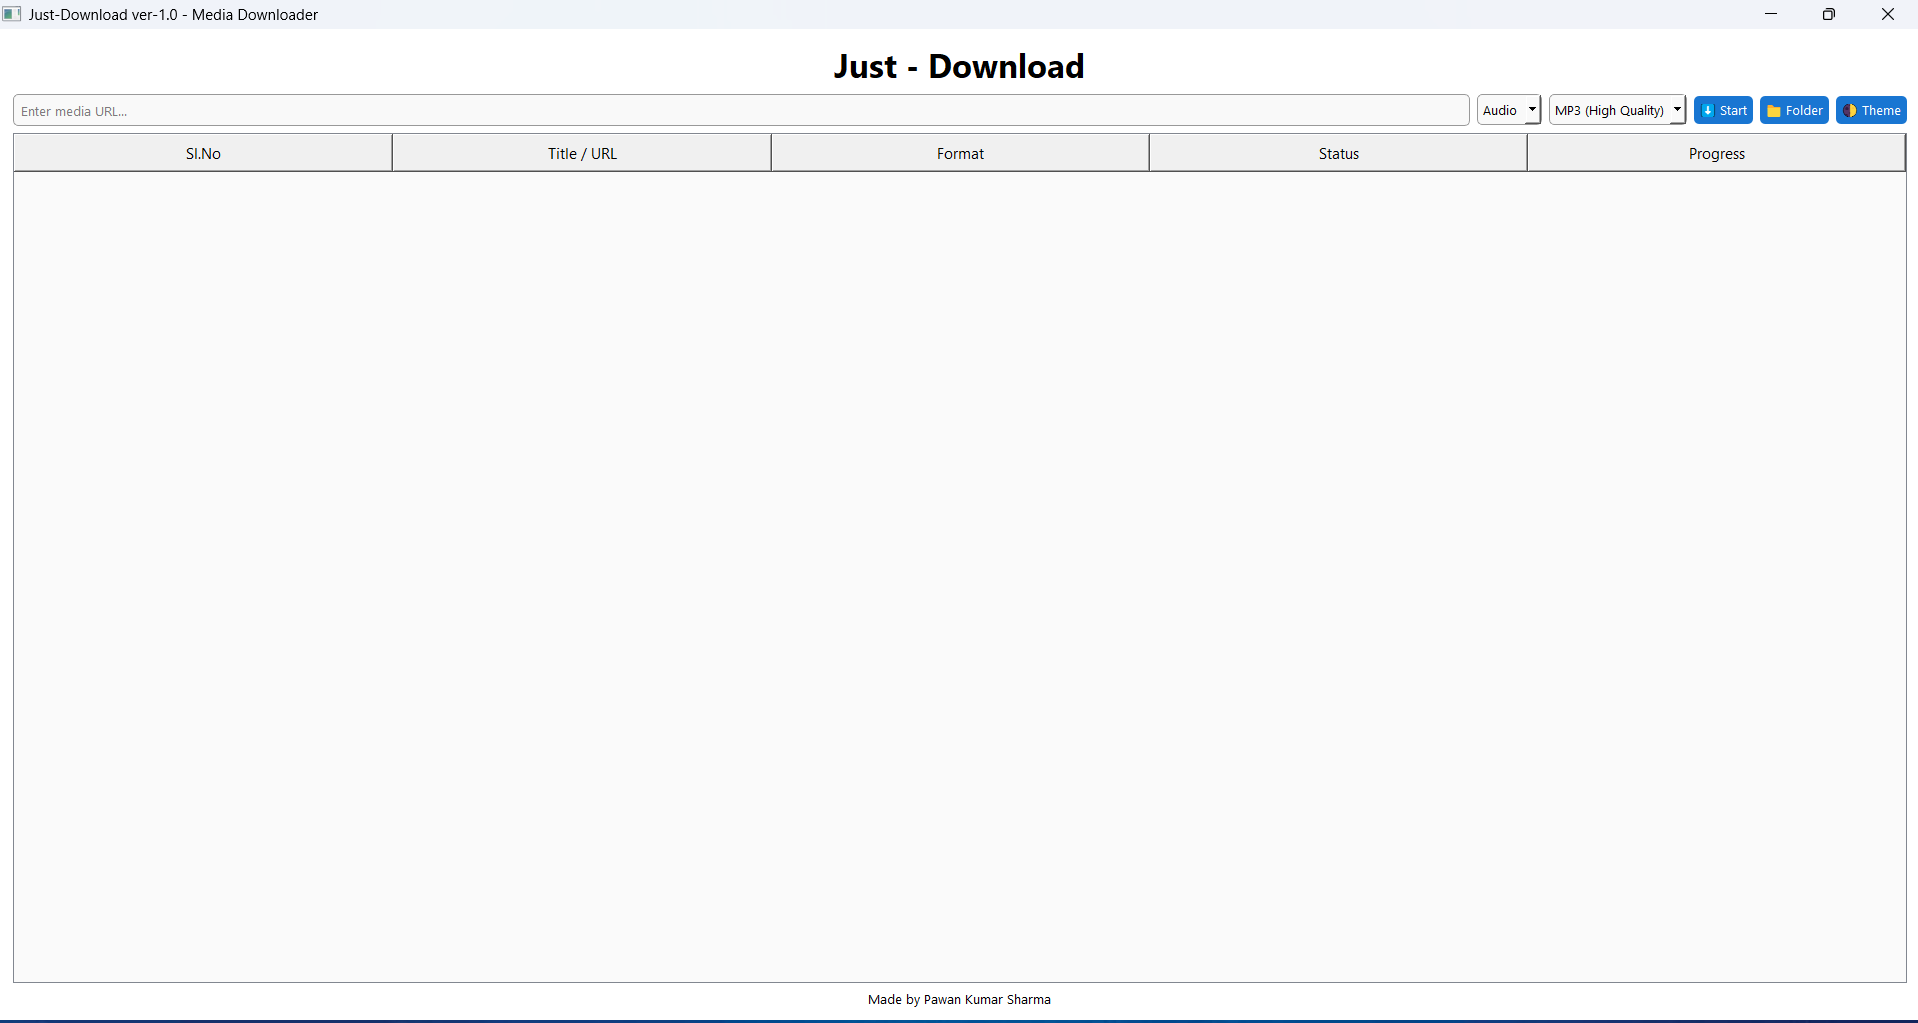 Just-Download ver-1.0 - Media Downloader
Just - Download
Enter media URL... Audio MP3 (High Quality) Start Folder Theme
Sl.No Title / URL Format Status Progress
Made by Pawan Kumar Sharma